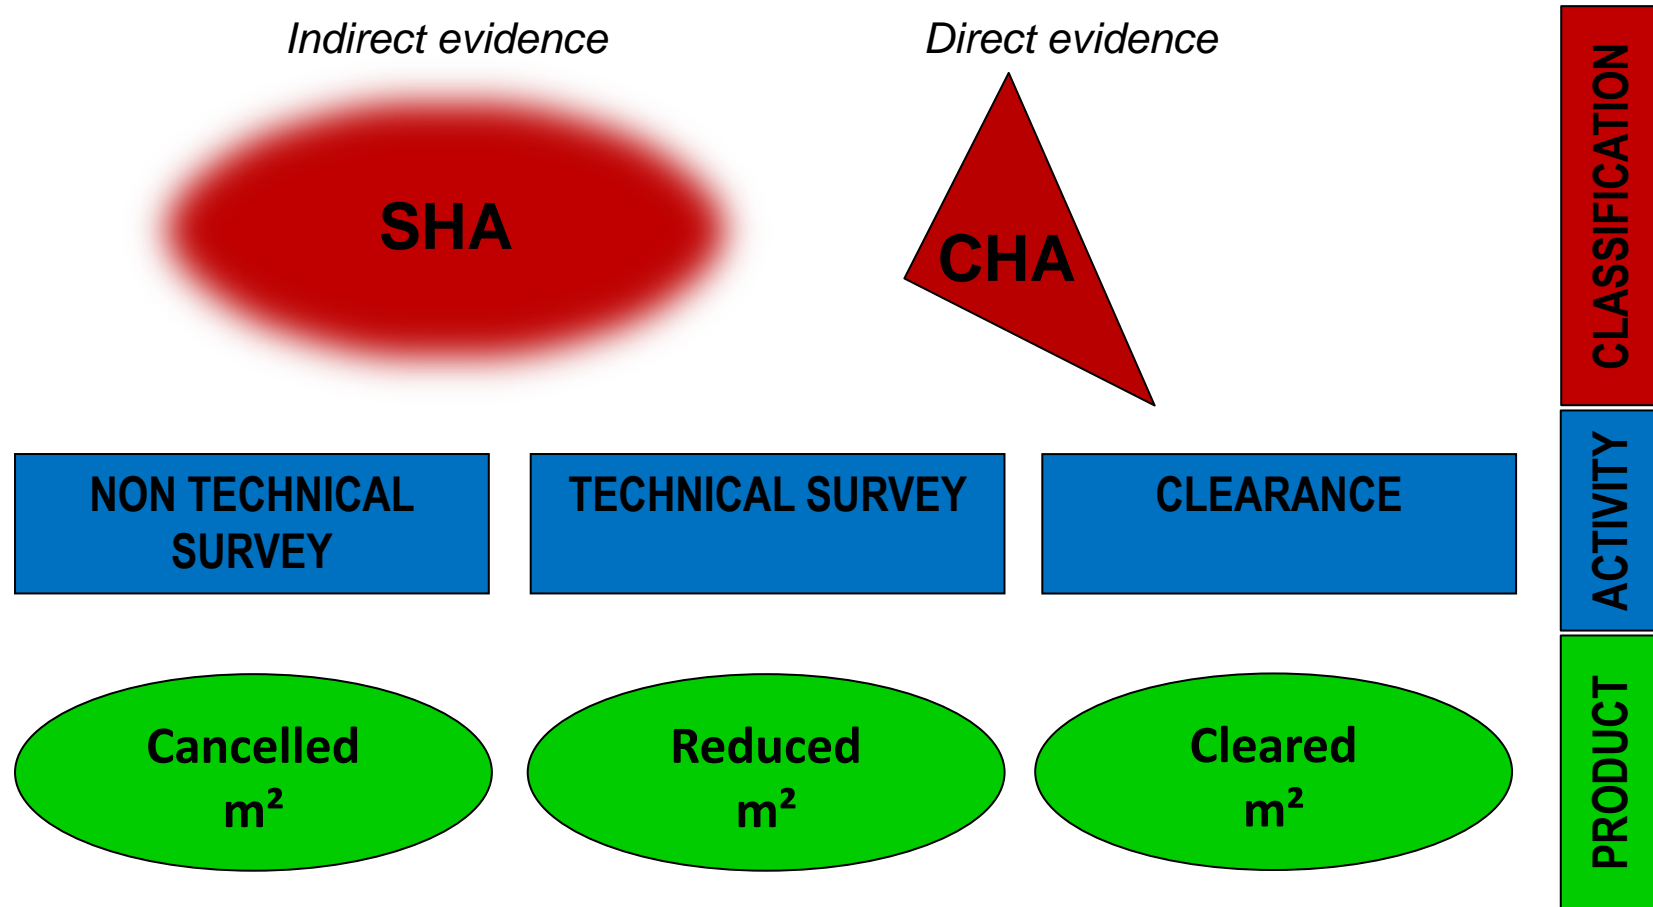 Indirect evidence
Direct evidence
SHA
CHA
CLASSIFICATION
NON TECHNICAL
SURVEY
TECHNICAL SURVEY
CLEARANCE
ACTIVITY
Cancelled
m²
Reduced
m²
Cleared
m²
PRODUCT